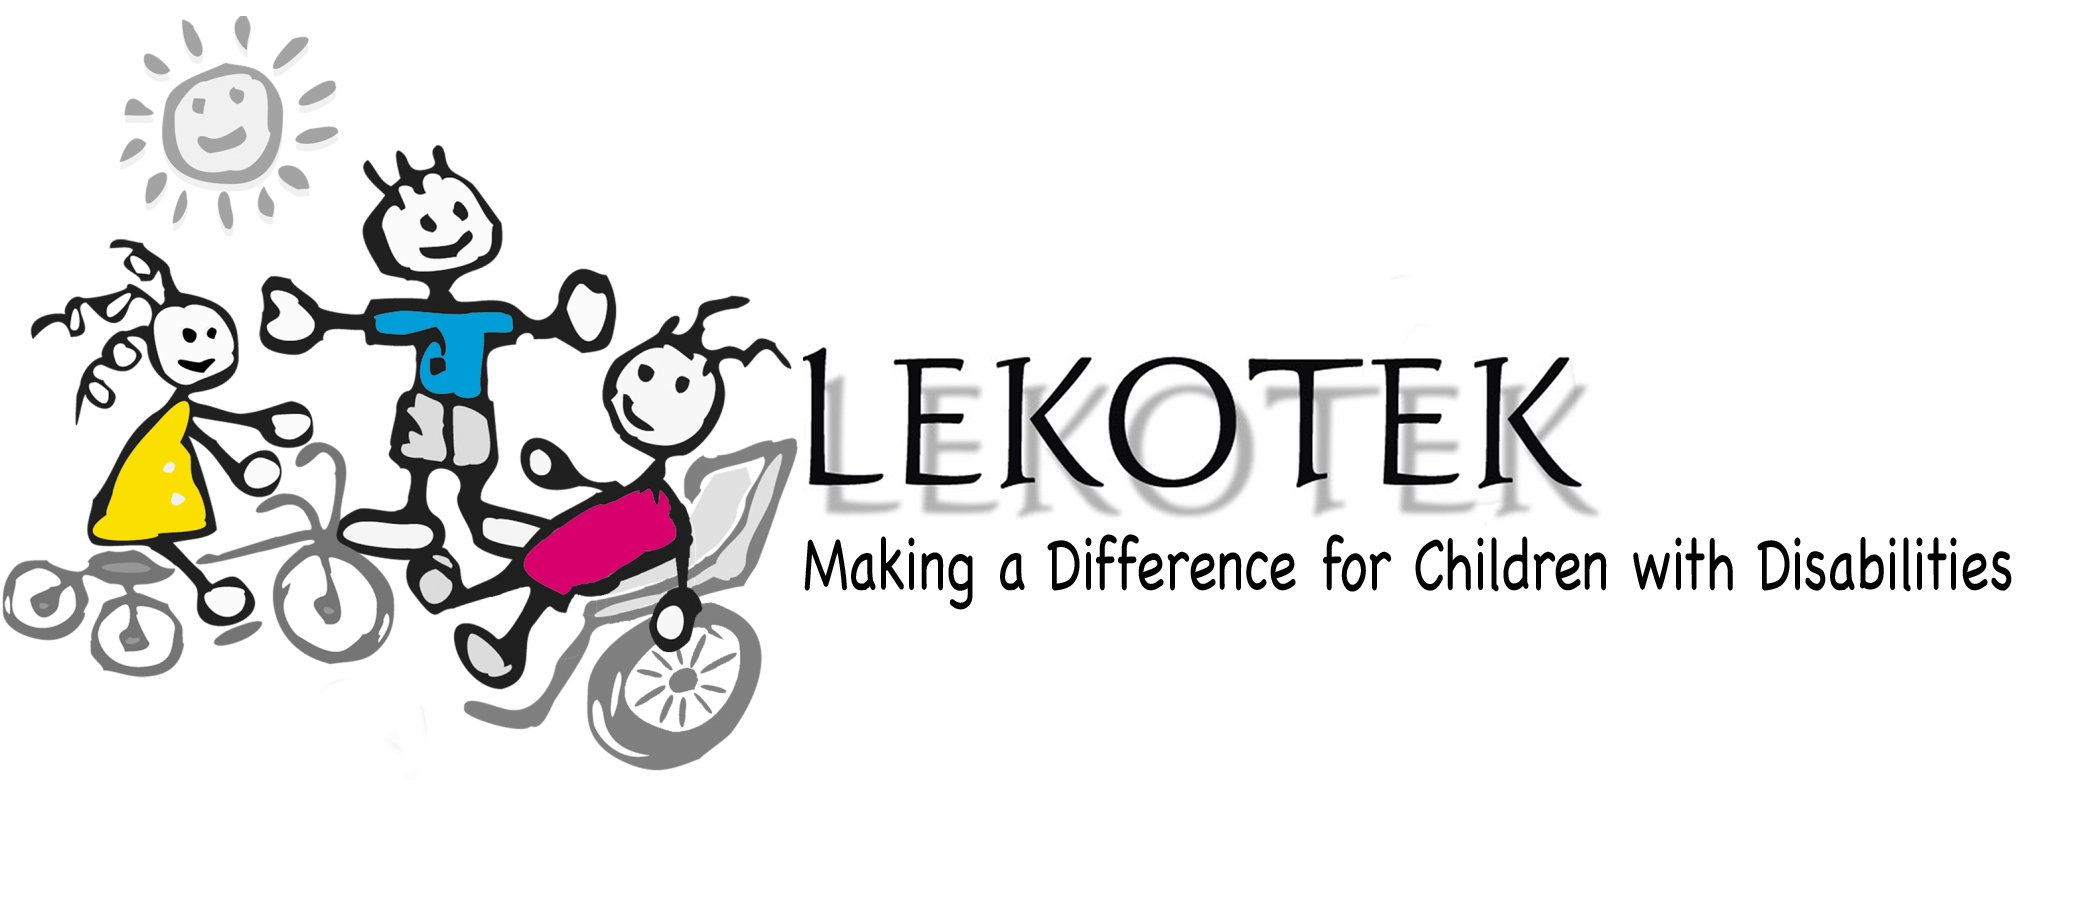 LEKOTEK
Making a Difference for Children with Disabilities